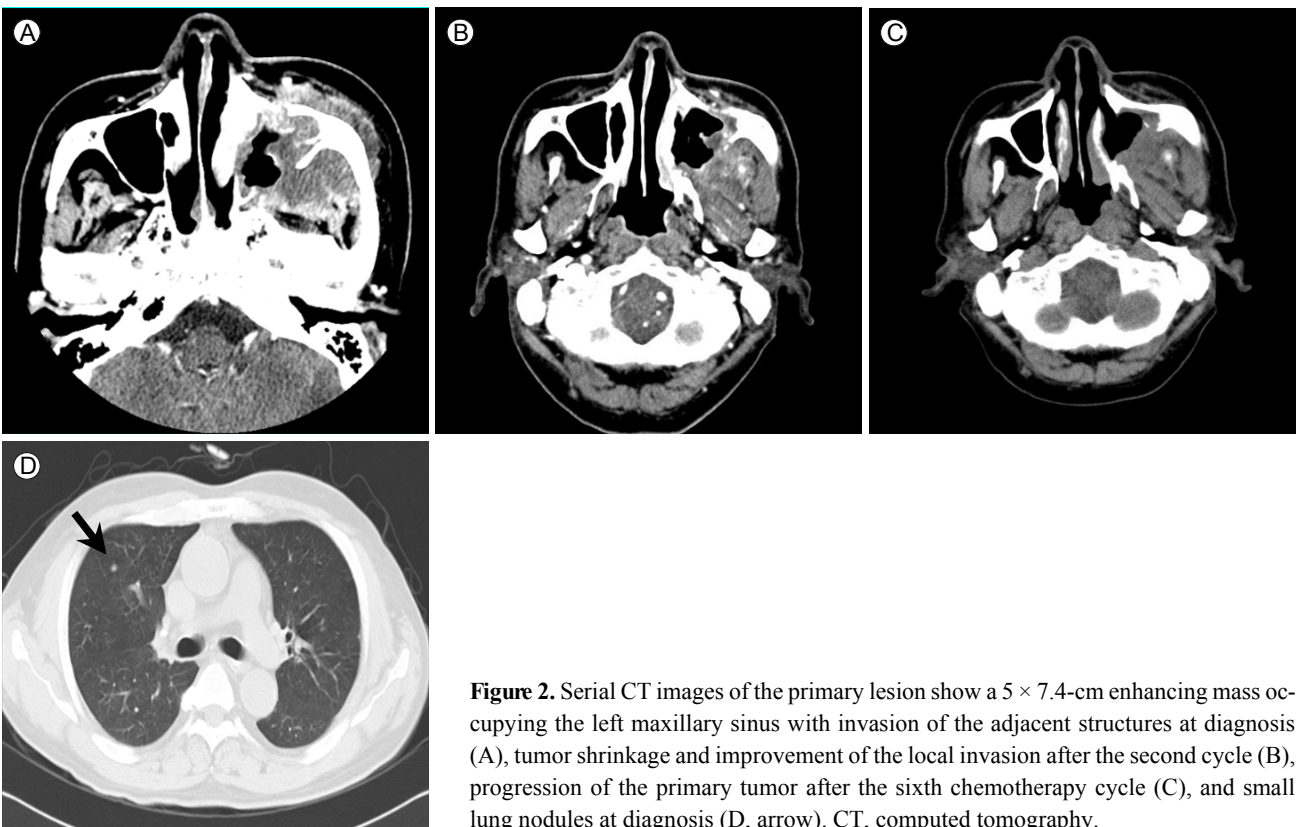 A
B
C
D
Figure 2. Serial CT images of the primary lesion show a 5 × 7.4-cm enhancing mass oc-
cupying the left maxillary sinus with invasion of the adjacent structures at diagnosis
(A), tumor shrinkage and improvement of the local invasion after the second cycle (B),
progression of the primary tumor after the sixth chemotherapy cycle (C), and small
lung nodules at diagnosis (D, arrow). CT, computed tomography.